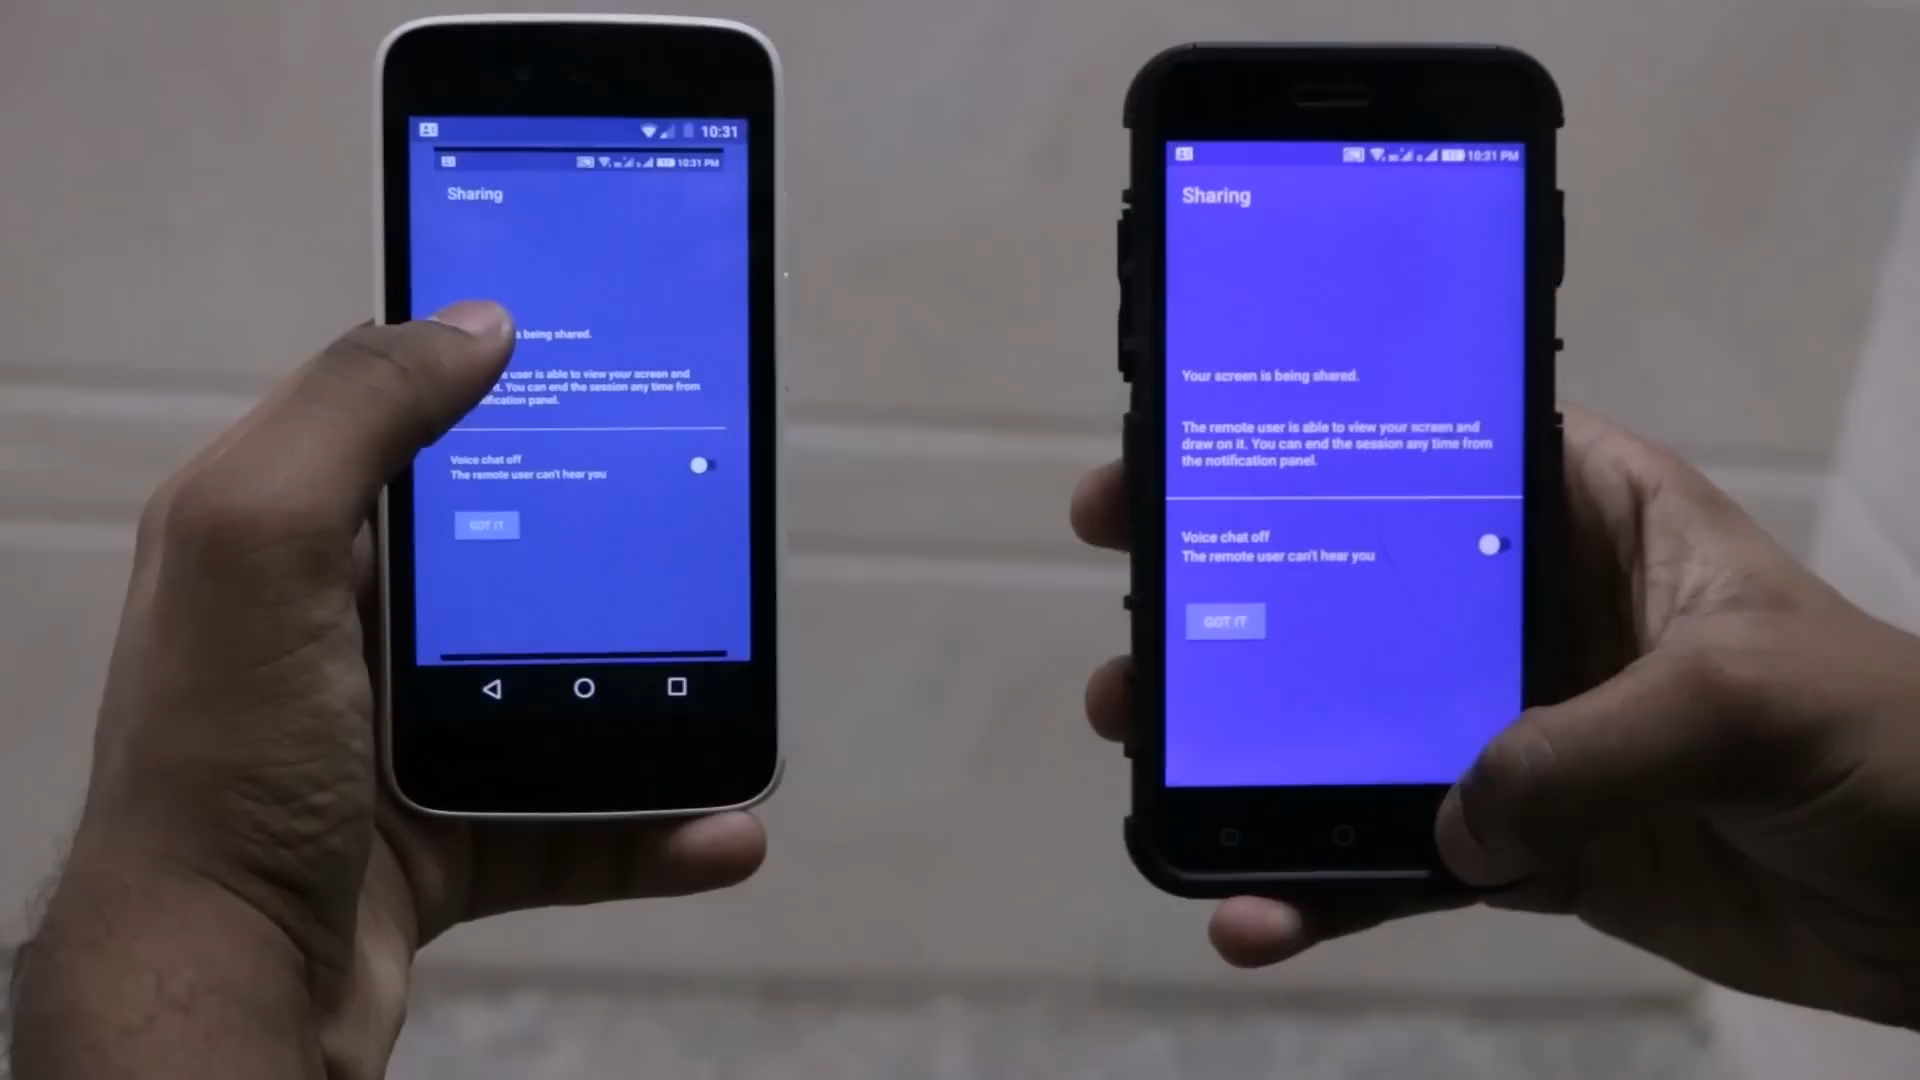 10:31
10:31 PM
Sharing
s being shared.
user is able to view your screen and
it. You can end the session any time from
notification panel.
Voice chat off
The remote user can't hear you
GOT IT
10:31 PM
Sharing
Your screen is being shared.
The remote user is able to view your screen and
draw on it. You can end the session any time from
the notification panel.
Voice chat off
The remote user can't hear you
GOT IT